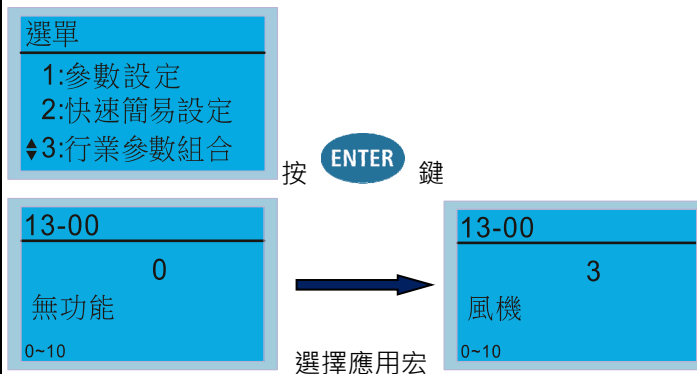 選單
1:參數設定
2:快速簡易設定
3:行業參數組合
按 ENTER 鍵
13-00
0
無功能
0~10
選擇應用宏
13-00
3
風機
0~10